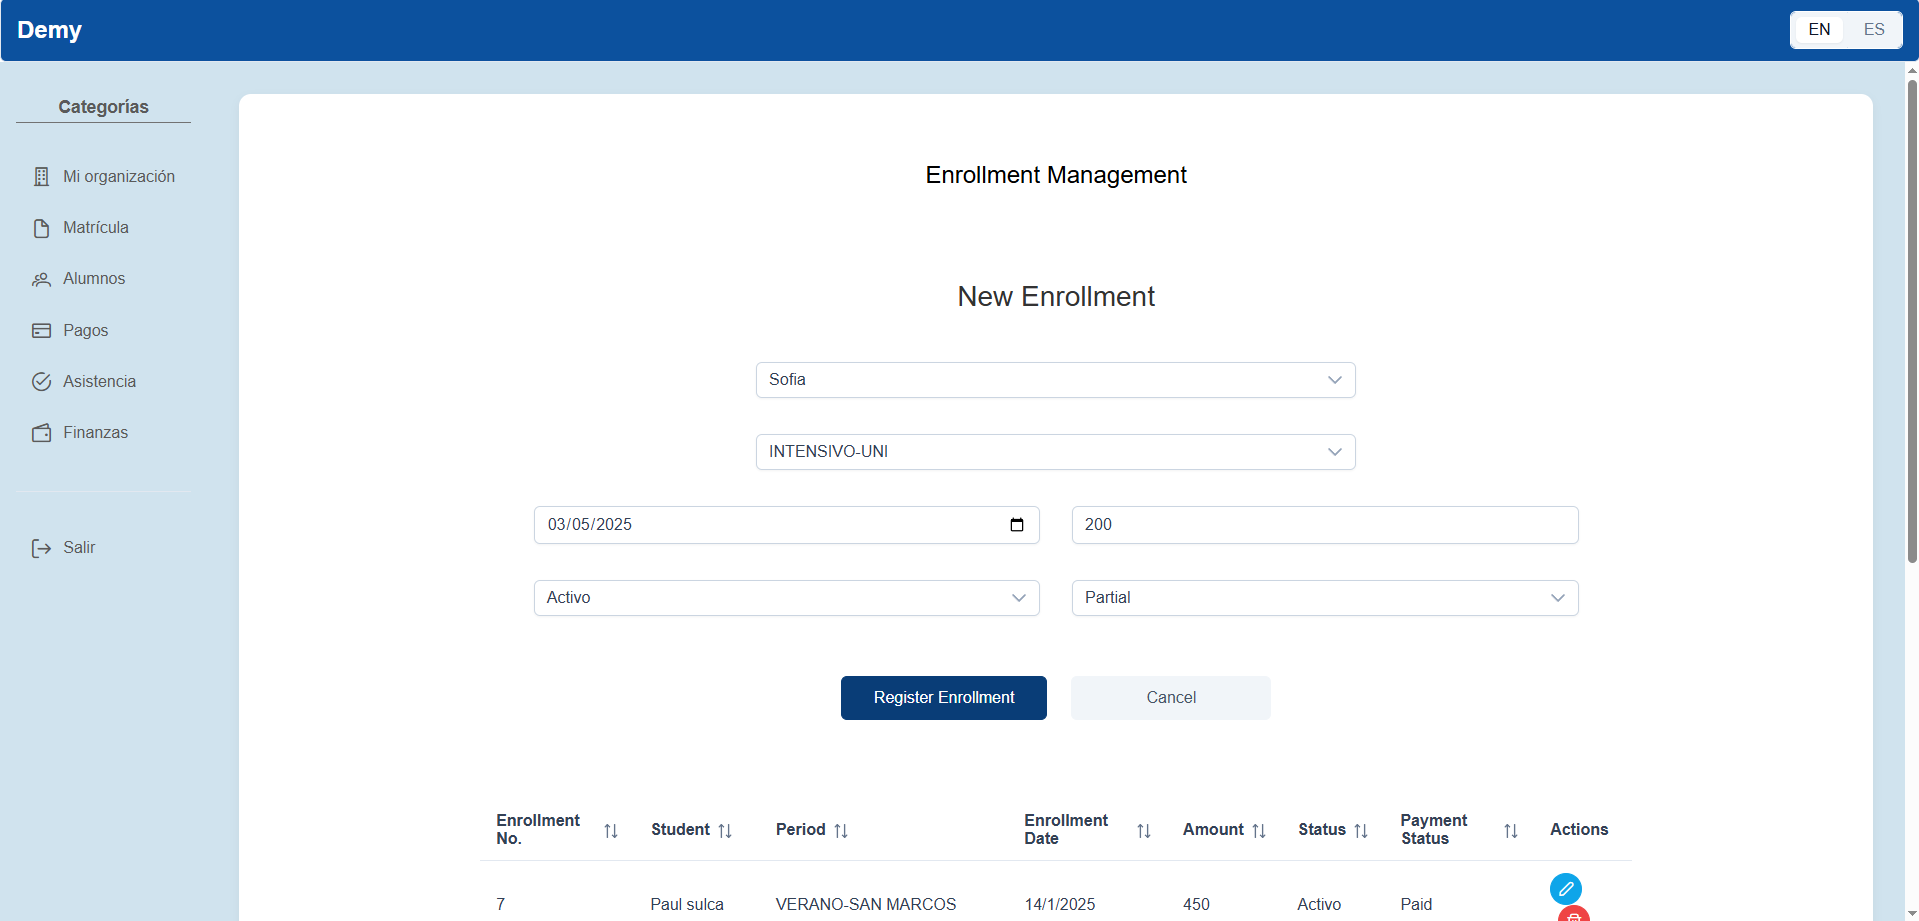 Demy
EN ES
Categorías
Mi organización
Matrícula
Alumnos
Pagos
Asistencia
Finanzas
Salir
Enrollment Management
New Enrollment
Sofia
INTENSIVO-UNI
03/05/2025
200
Activo
Partial
Register Enrollment
Cancel
Enrollment No. Student Period Enrollment Date Amount Status Payment Status Actions
7 Paul sulca VERANO-SAN MARCOS 14/1/2025 450 Activo Paid